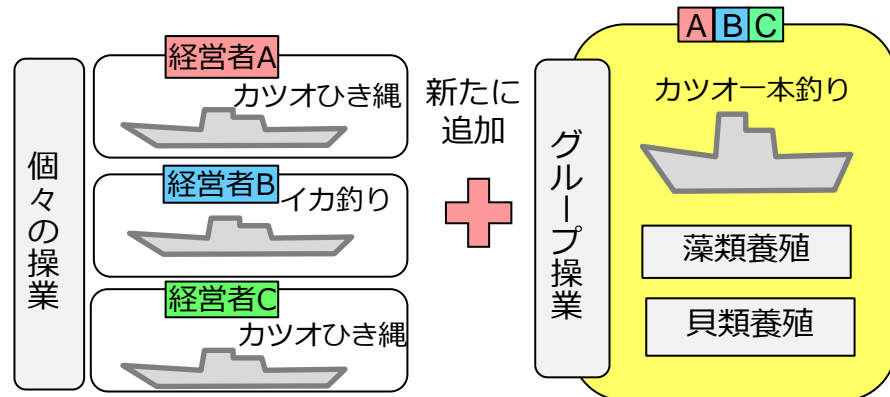 個々の操業
経営者A
カツオひき縄
経営者B
イカ釣り
経営者C
カツオひき縄
新たに
追加
グループ操業
A B C
カツオ一本釣り
藻類養殖
貝類養殖